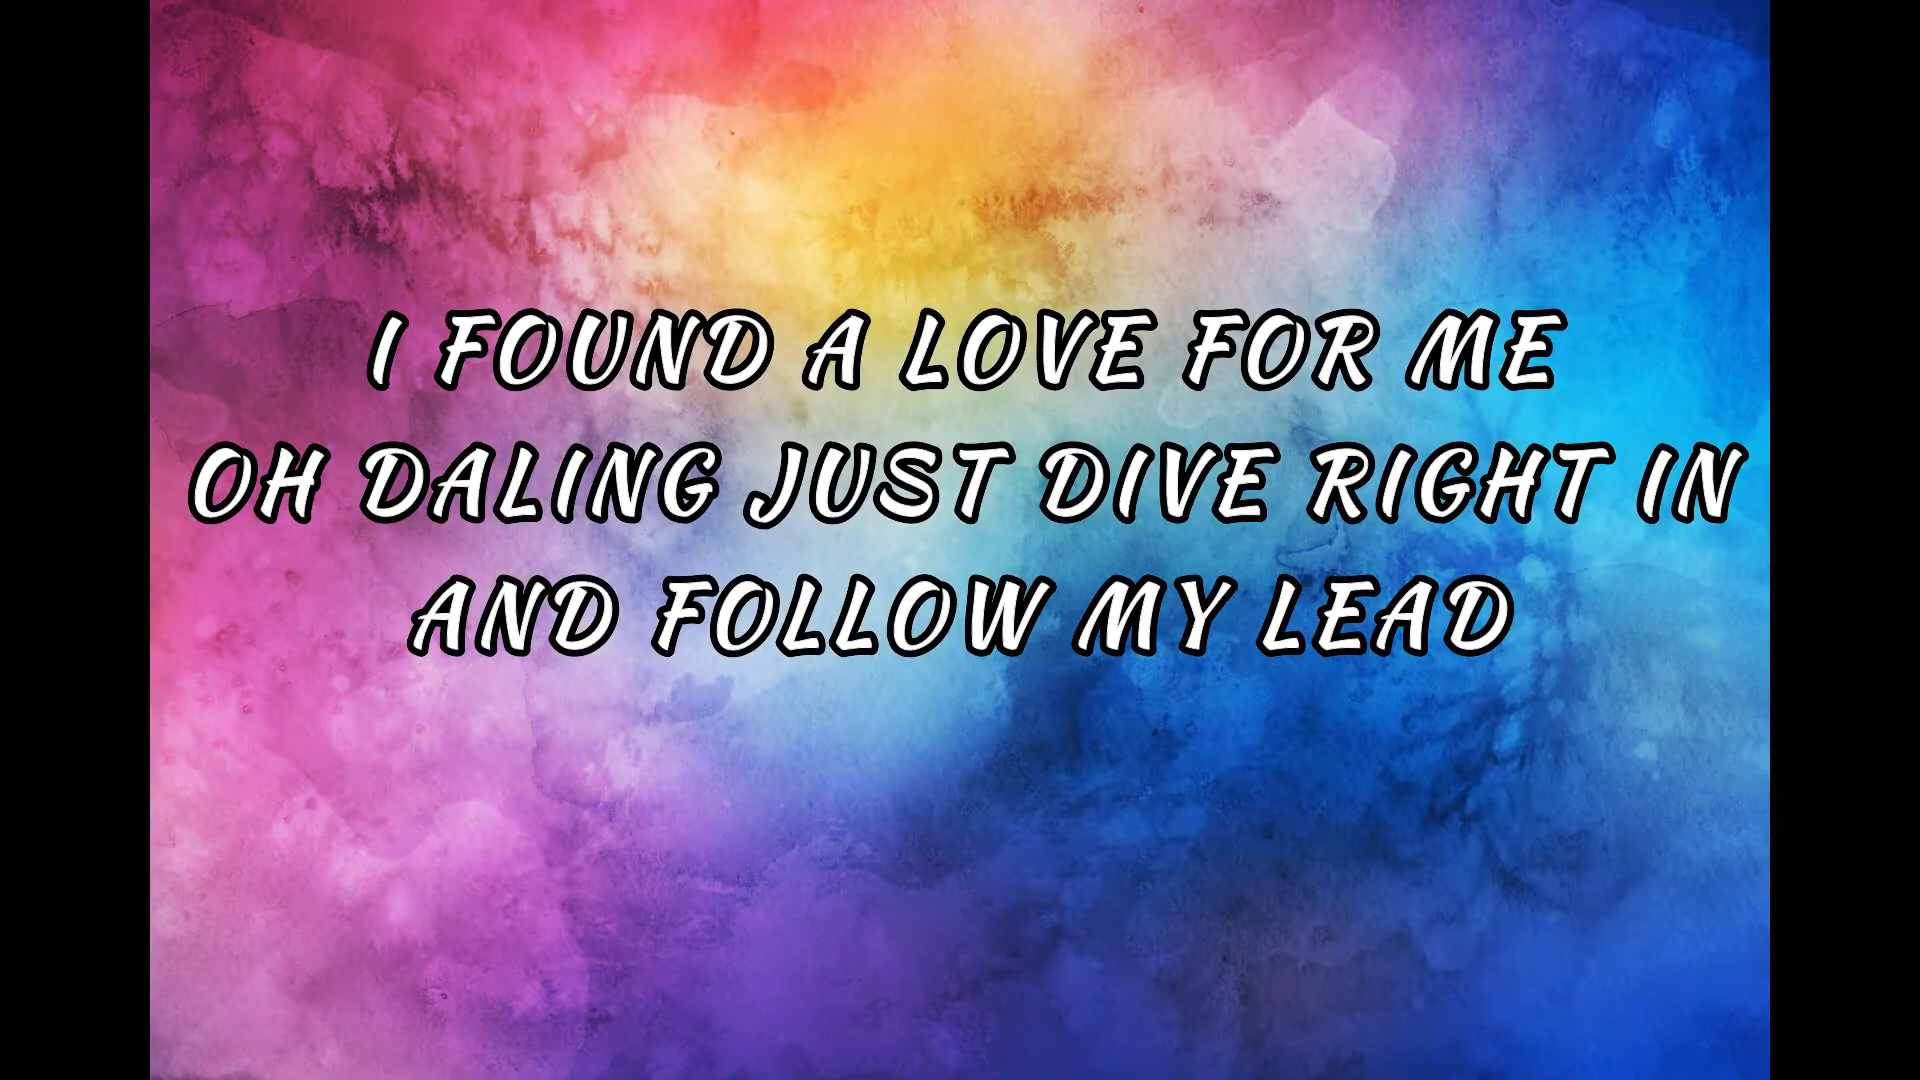 I FOUND A LOVE FOR ME
OH DALING JUST DIVE RIGHT IN
AND FOLLOW MY LEAD